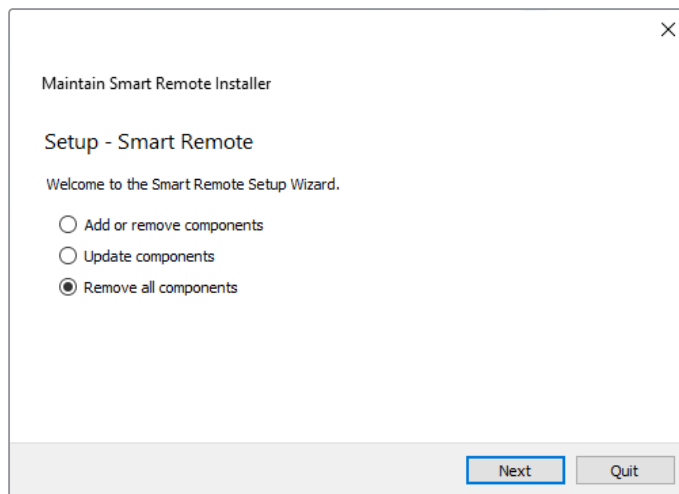 Maintain Smart Remote Installer
Setup - Smart Remote
Welcome to the Smart Remote Setup Wizard.
Add or remove components
Update components
Remove all components
Next
Quit